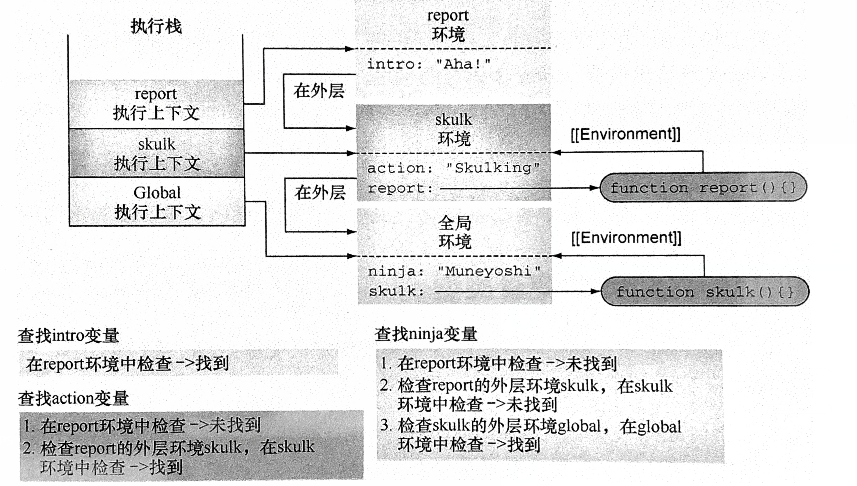 执行栈
report
执行上下文
skulk
执行上下文
Global
执行上下文
report
环境
intro: "Aha!"
在外层
skulk
环境
action: "Skulking"
report:
[[Environment]]
function report(){}
在外层
全局
环境
ninja: "Muneyoshi"
skulk:
[[Environment]]
function skulk(){}
查找intro变量
在report环境中检查->找到
查找action变量
1. 在report环境中检查->未找到
2. 检查report的外层环境skulk，在skulk
环境中检查->找到
查找ninja变量
1. 在report环境中检查->未找到
2. 检查report的外层环境skulk，在skulk
环境中检查->未找到
3. 检查skulk的外层环境global，在global
环境中检查->找到